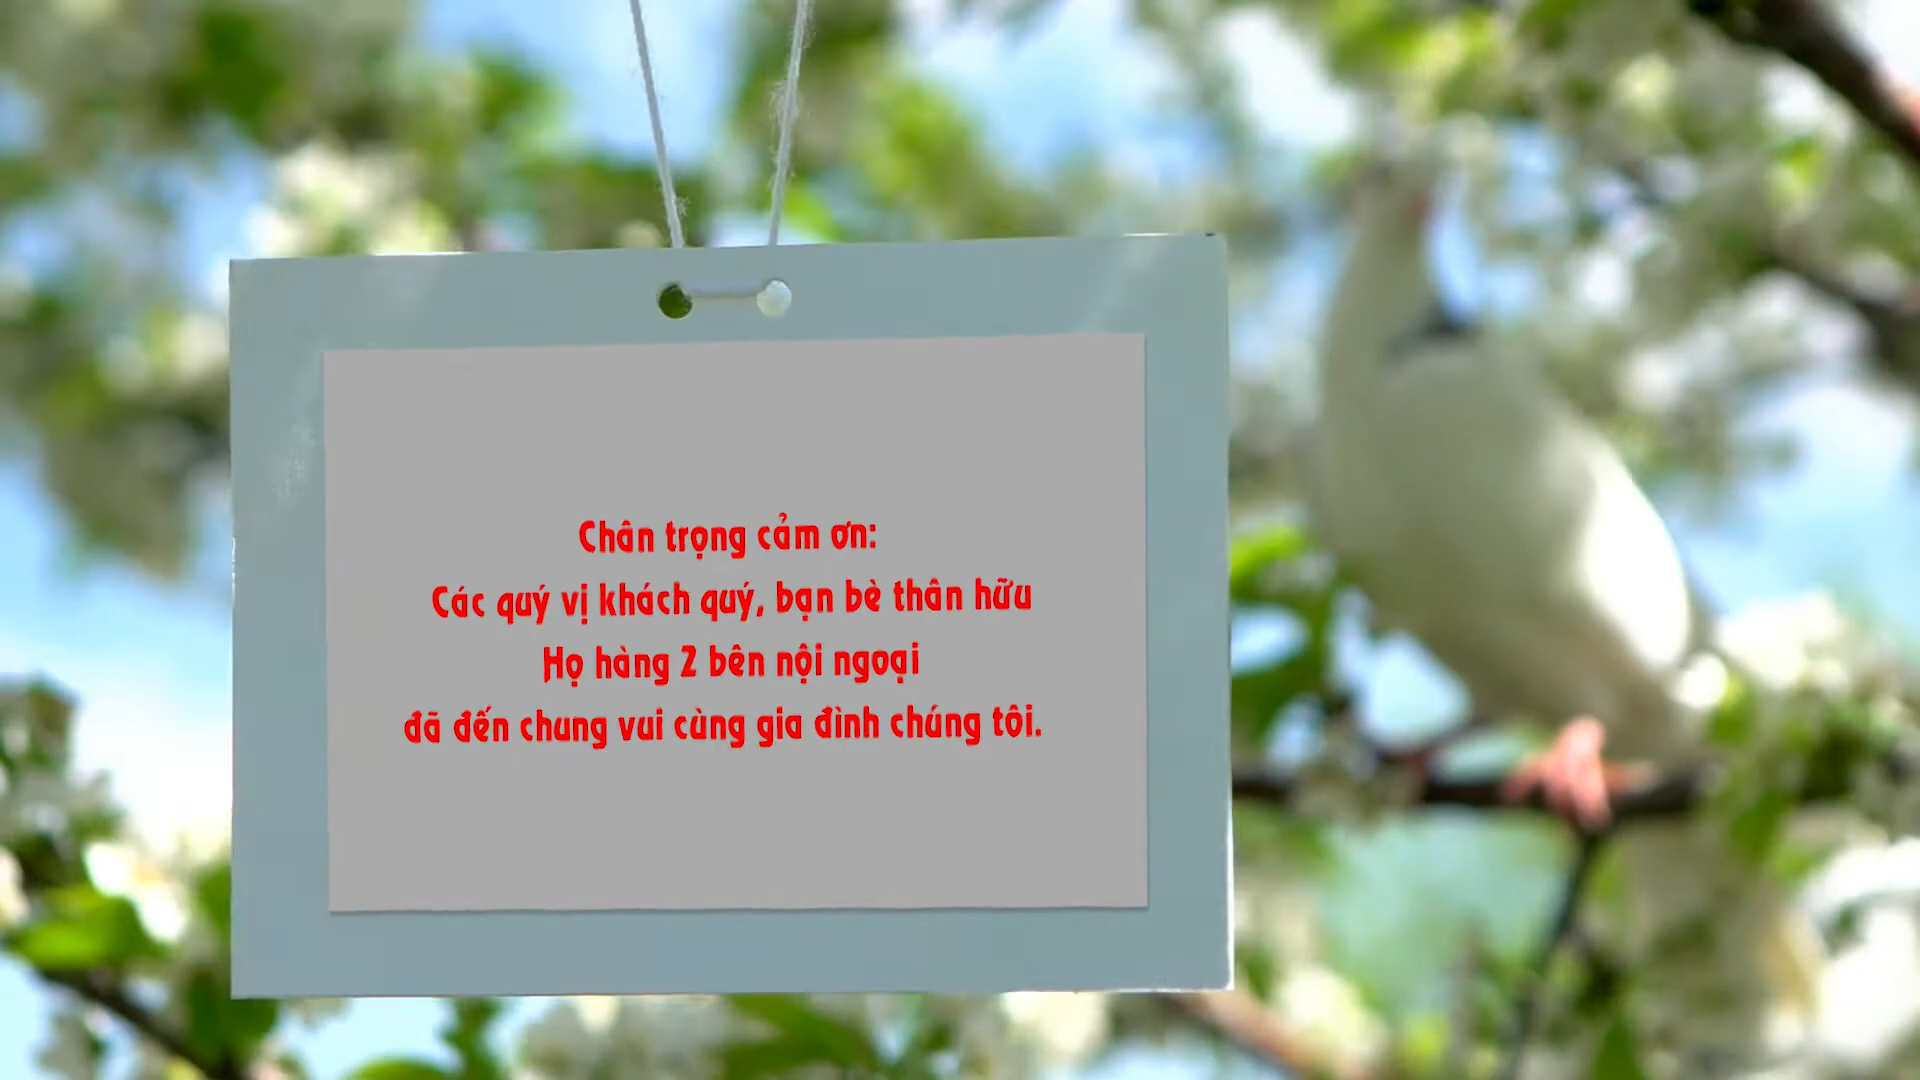 Chân trọng cảm ơn:
Các quý vị khách quý, bạn bè thân hữu
Họ hàng 2 bên nội ngoại
đã đến chung vui cùng gia đình chúng tôi.